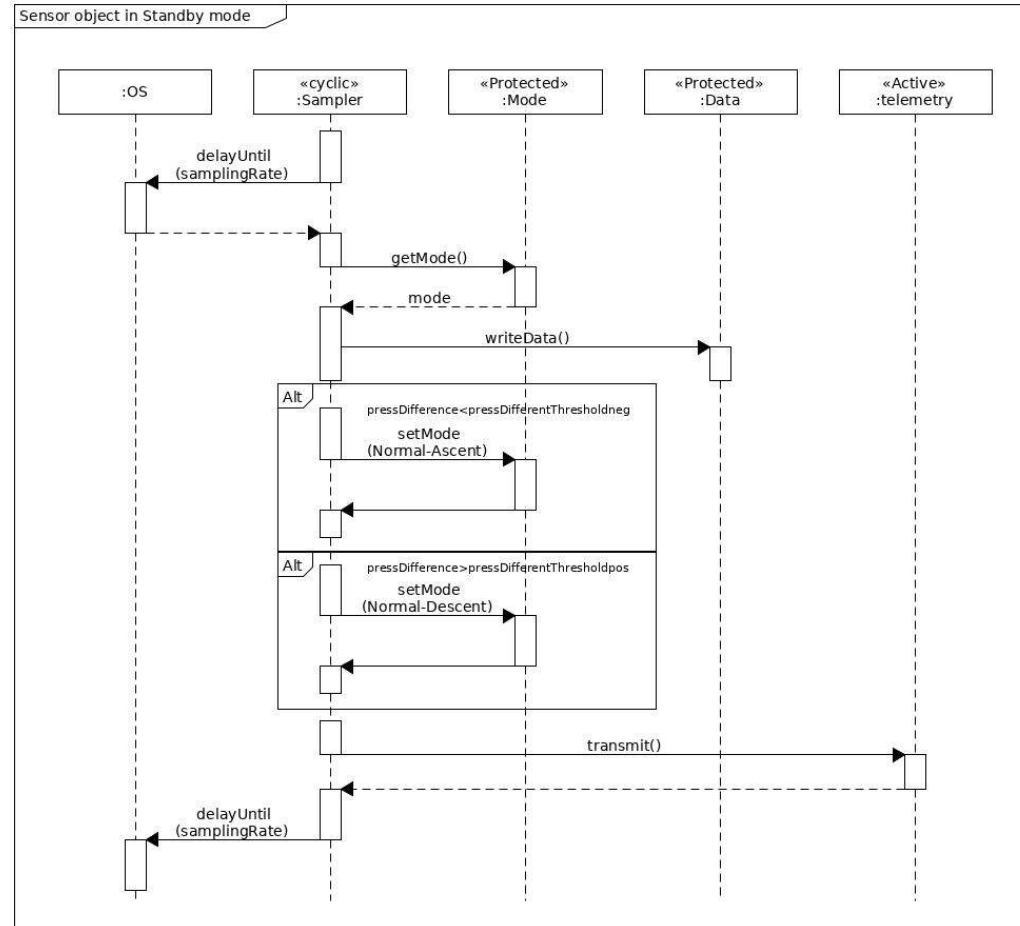 Sensor object in Standby mode
:OS
«cyclic»
:Sampler
«Protected»
:Mode
«Protected»
:Data
«Active»
:telemetry
delayUntil
(samplingRate)
getMode()
mode
writeData()
Alt
pressDifference<pressDifferentThresholdneg
setMode
(Normal-Ascent)
Alt
pressDifference>pressDifferentThresholdpos
setMode
(Normal-Descent)
transmit()
delayUntil
(samplingRate)